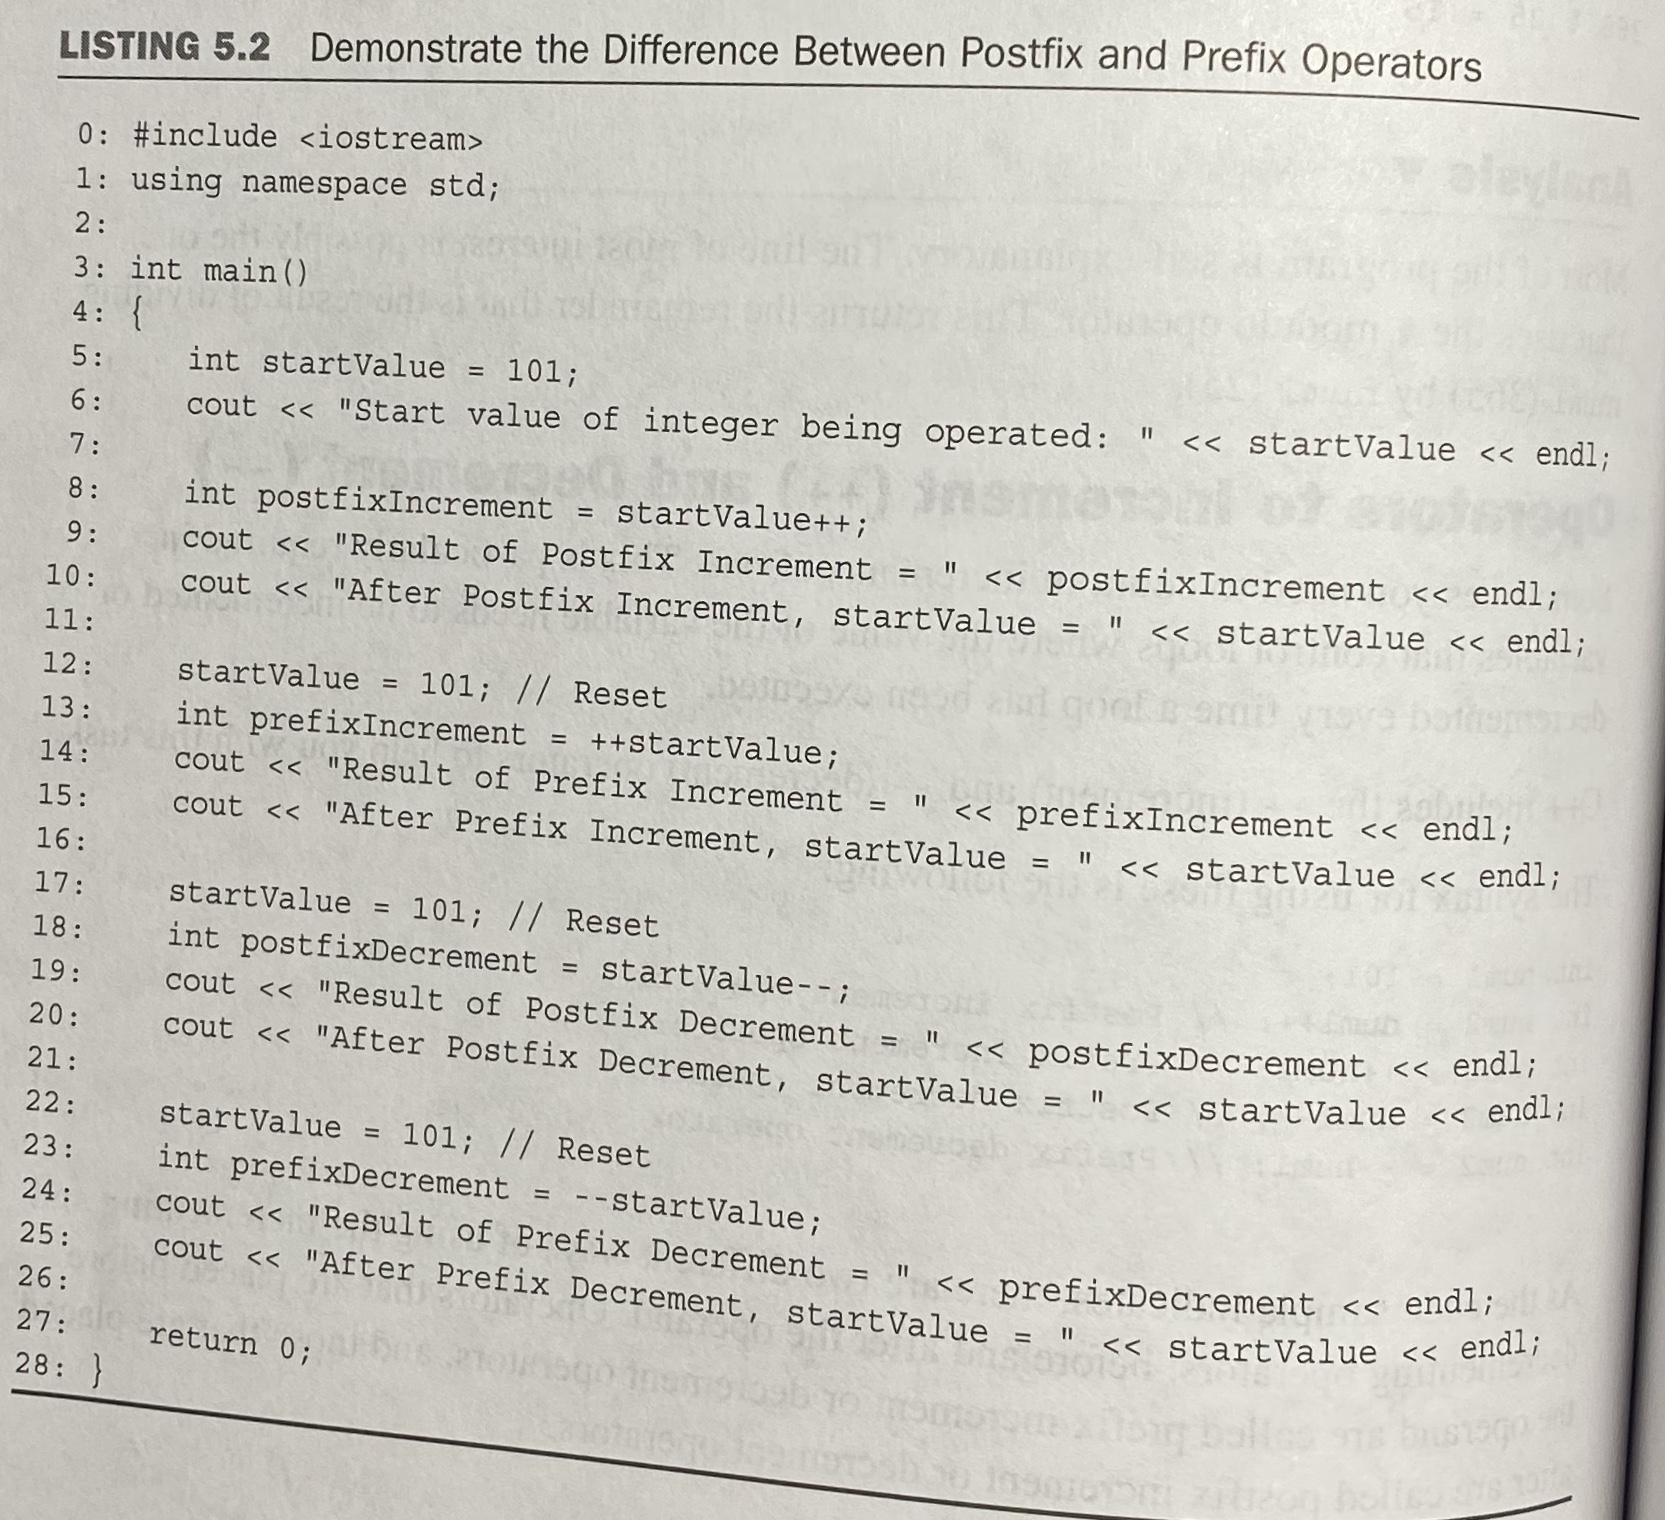 LISTING 5.2 Demonstrate the Difference Between Postfix and Prefix Operators
0: #include <iostream>
1: using namespace std;
2:
3: int main()
4: {
5:     int startValue = 101;
6:     cout << "Start value of integer being operated: " << startValue << endl;
7:
8:     int postfixIncrement = startValue++;
9:     cout << "Result of Postfix Increment = " << postfixIncrement << endl;
10:     cout << "After Postfix Increment, startValue = " << startValue << endl;
11:
12:     startValue = 101; // Reset
13:     int prefixIncrement = ++startValue;
14:     cout << "Result of Prefix Increment = " << prefixIncrement << endl;
15:     cout << "After Prefix Increment, startValue = " << startValue << endl;
16:
17:     startValue = 101; // Reset
18:     int postfixDecrement = startValue--;
19:     cout << "Result of Postfix Decrement = " << postfixDecrement << endl;
20:     cout << "After Postfix Decrement, startValue = " << startValue << endl;
21:
22:     startValue = 101; // Reset
23:     int prefixDecrement = --startValue;
24:     cout << "Result of Prefix Decrement = " << prefixDecrement << endl;
25:     cout << "After Prefix Decrement, startValue = " << startValue << endl;
26:
27:     return 0;
28: }